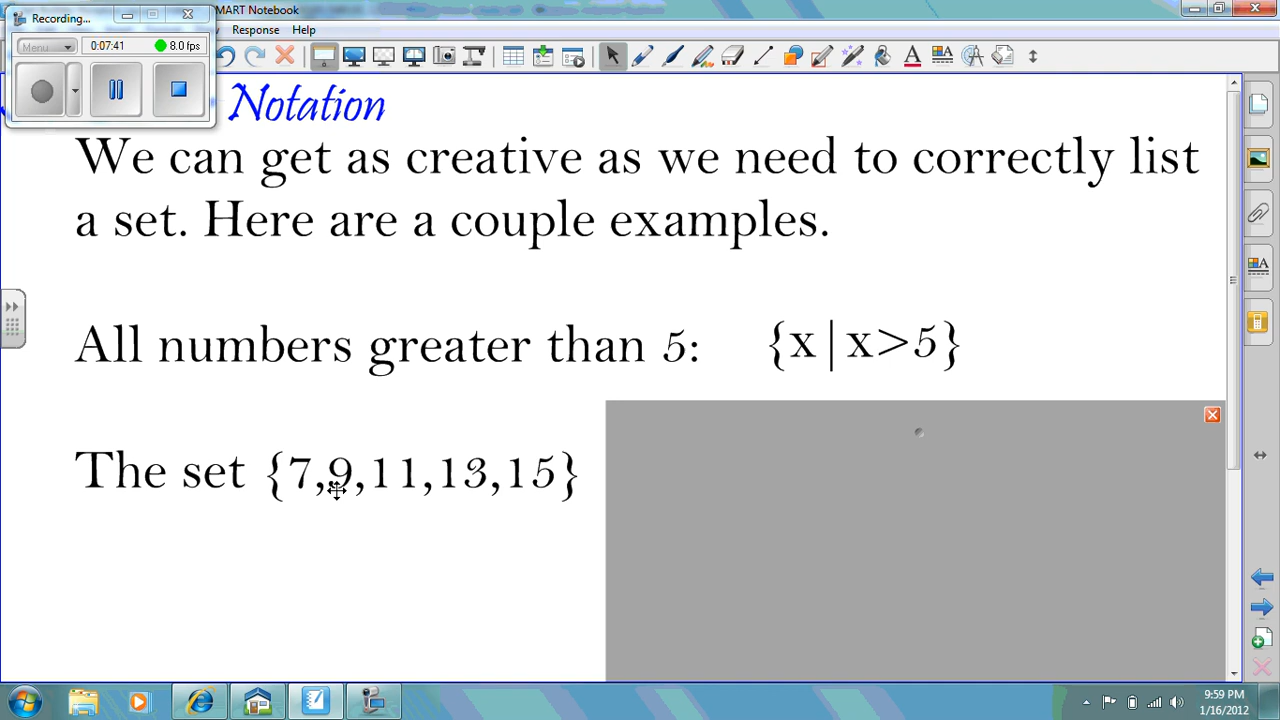 Recording...
MART Notebook
Menu
0:07:41
8.0 fps
Response Help
Notation
We can get as creative as we need to correctly list
a set. Here are a couple examples.
All numbers greater than 5: {x|x>5}
The set {7,9,11,13,15}
9:59 PM
1/16/2012